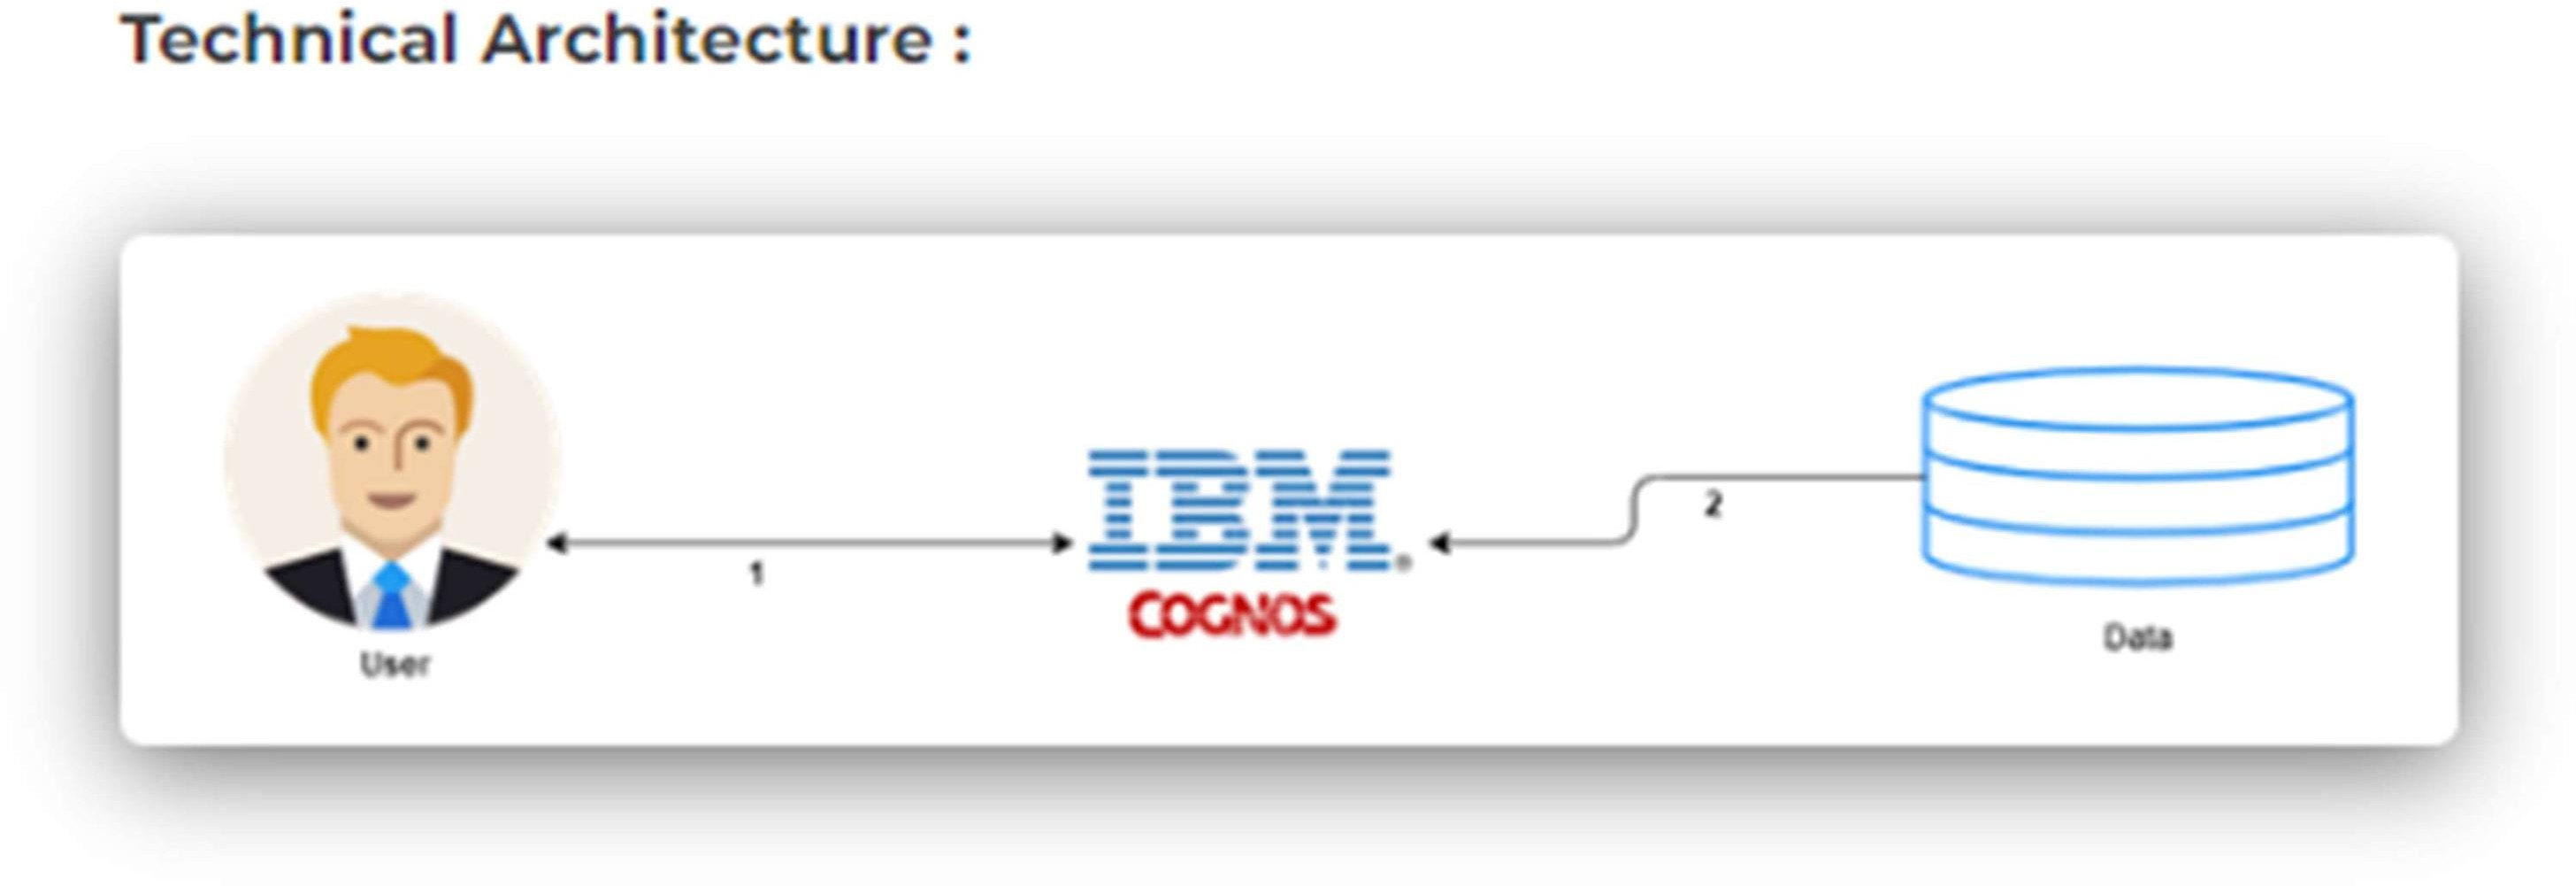 Technical Architecture :
IBM®
COGNOS
1
2
User
Data